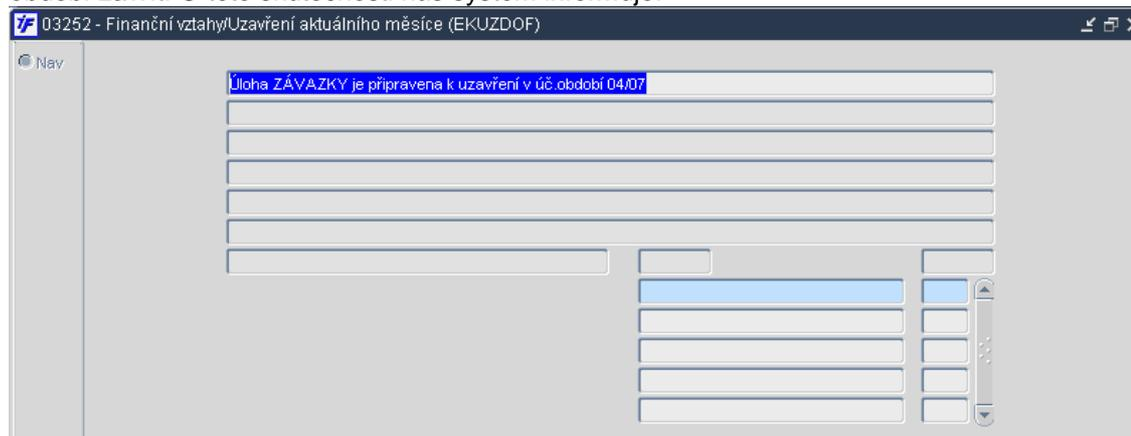 03252 - Finanční vztahy/Uzavření aktuálního měsíce (EKUZDOF)
Nav
Úloha ZÁVAZKY je připravena k uzavření v úč.období 04/07